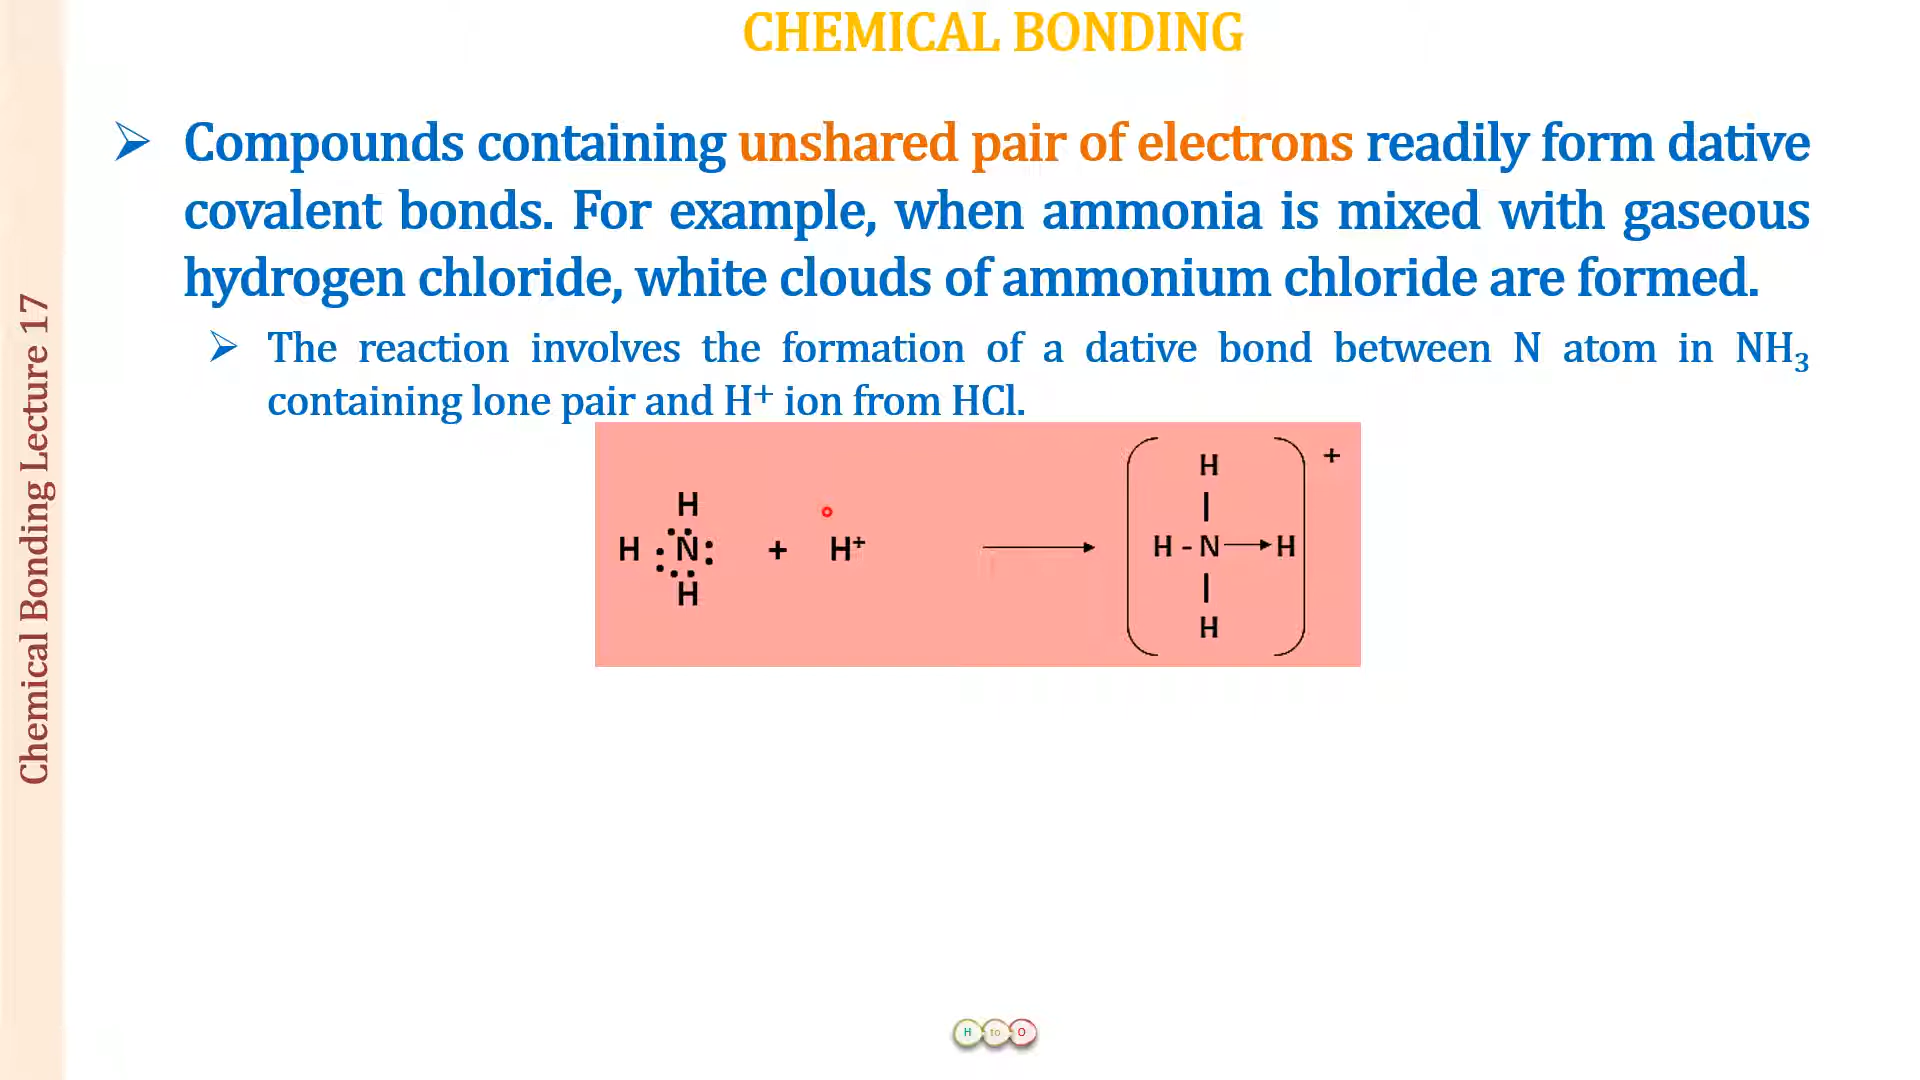 CHEMICAL BONDING
Compounds containing unshared pair of electrons readily form dative
covalent bonds. For example, when ammonia is mixed with gaseous
hydrogen chloride, white clouds of ammonium chloride are formed.
The reaction involves the formation of a dative bond between N atom in NH₃
containing lone pair and H⁺ ion from HCl.
H
H N + H⁺
H
H
H - N → H
H
+
Chemical Bonding Lecture 17
H to O